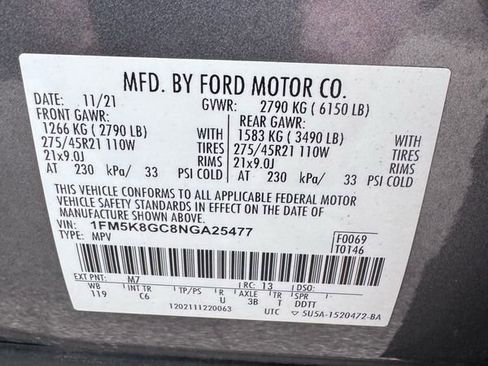 MFD. BY FORD MOTOR CO.
DATE: 11/21 GVWR: 2790 KG ( 6150 LB)
FRONT GAWR: REAR GAWR:
1266 KG ( 2790 LB) 1583 KG ( 3490 LB)
275/45R21 110W TIRES 275/45R21 110W TIRES
21x9.0J RIMS 21x9.0J RIMS
AT 230 kPa/ 33 PSI COLD AT 230 kPa/ 33 PSI COLD
THIS VEHICLE CONFORMS TO ALL APPLICABLE FEDERAL MOTOR
VEHICLE SAFETY STANDARDS IN EFFECT ON THE DATE OF MANUFACTURE SHOWN ABOVE.
VIN: 1FM5K8GC8NGA25477
TYPE: MPV F0069
T0146
EXT PNT: M7 RC: 13 DSO:
WB INT TR TP/PS R AXLE TR SPR
119 C6 U 3B T DDTT
1202111220063 UTC ▽ 5U5A-1520472-BA